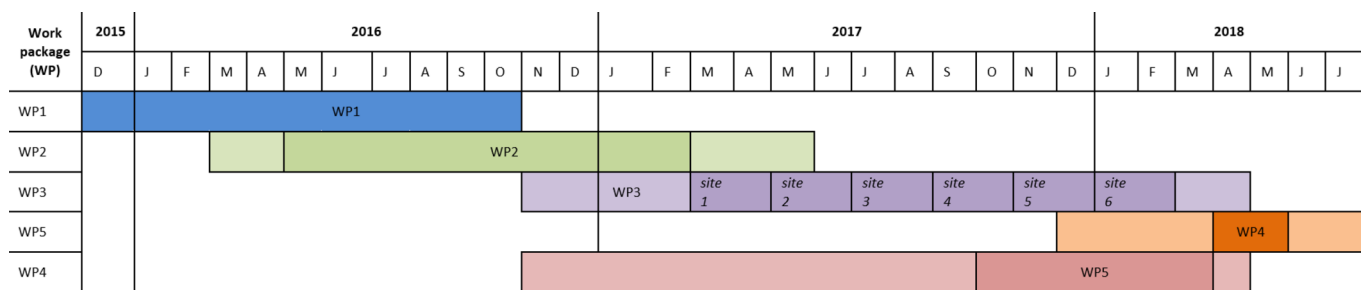 Work package (WP) 2015 2016 2017 2018
D J F M A M J J A S O N D J F M A M J J A S O N D J F M A M J J
WP1 WP1
WP2 WP2
WP3 WP3 site 1 site 2 site 3 site 4 site 5 site 6
WP5 WP4
WP4 WP5